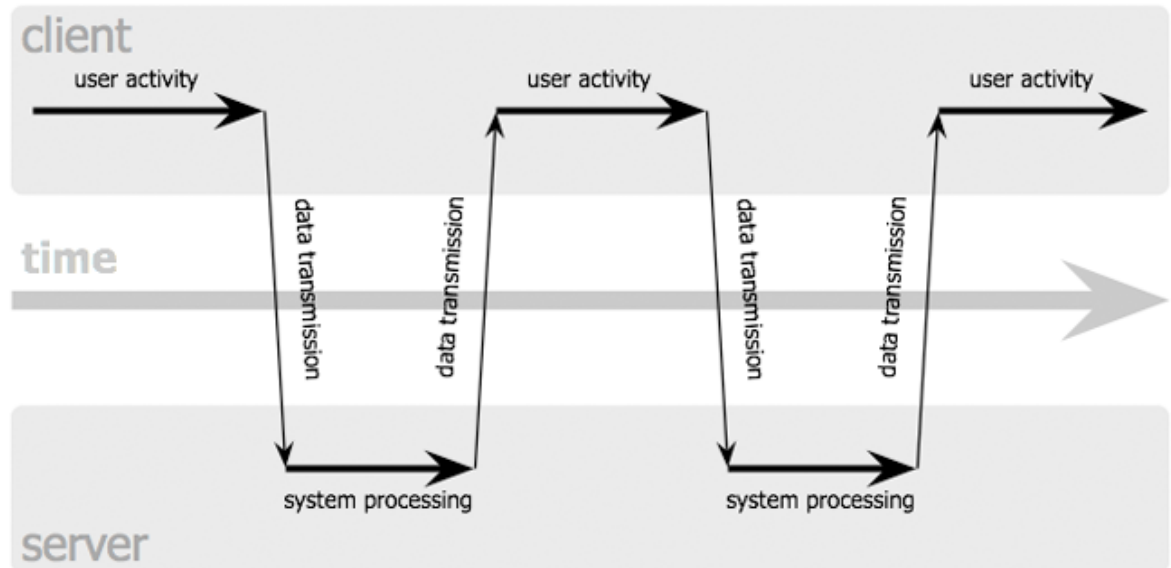 client
user activity
user activity
user activity
data transmission
data transmission
data transmission
data transmission
time
system processing
system processing
server